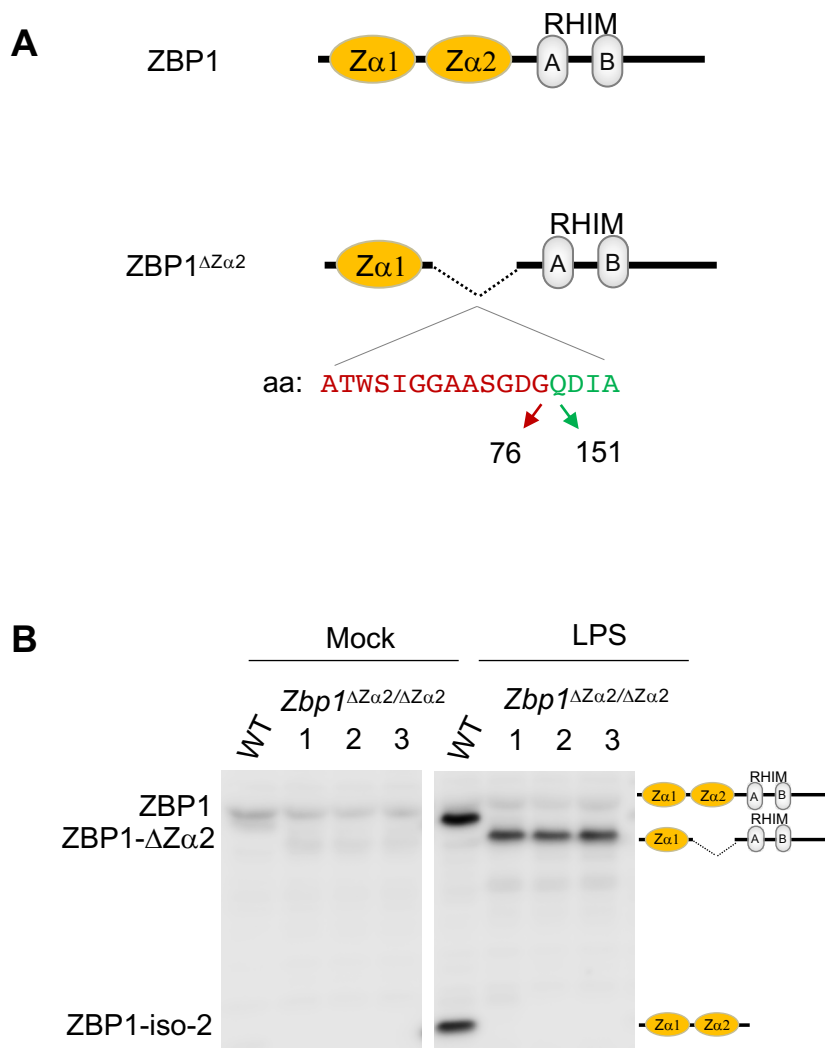 A
RHIM
ZBP1 Zα1 Zα2 A B
RHIM
ZBP1ΔZα2 Zα1 A B
aa: ATWSIGGAASGDGQDIA
76 151
B
Mock LPS
Zbp1ΔZα2/ΔZα2 Zbp1ΔZα2/ΔZα2
WT 1 2 3 WT 1 2 3
RHIM
ZBP1 Zα1 Zα2 A B
RHIM
ZBP1-ΔZα2 Zα1 A B
ZBP1-iso-2 Zα1 Zα2